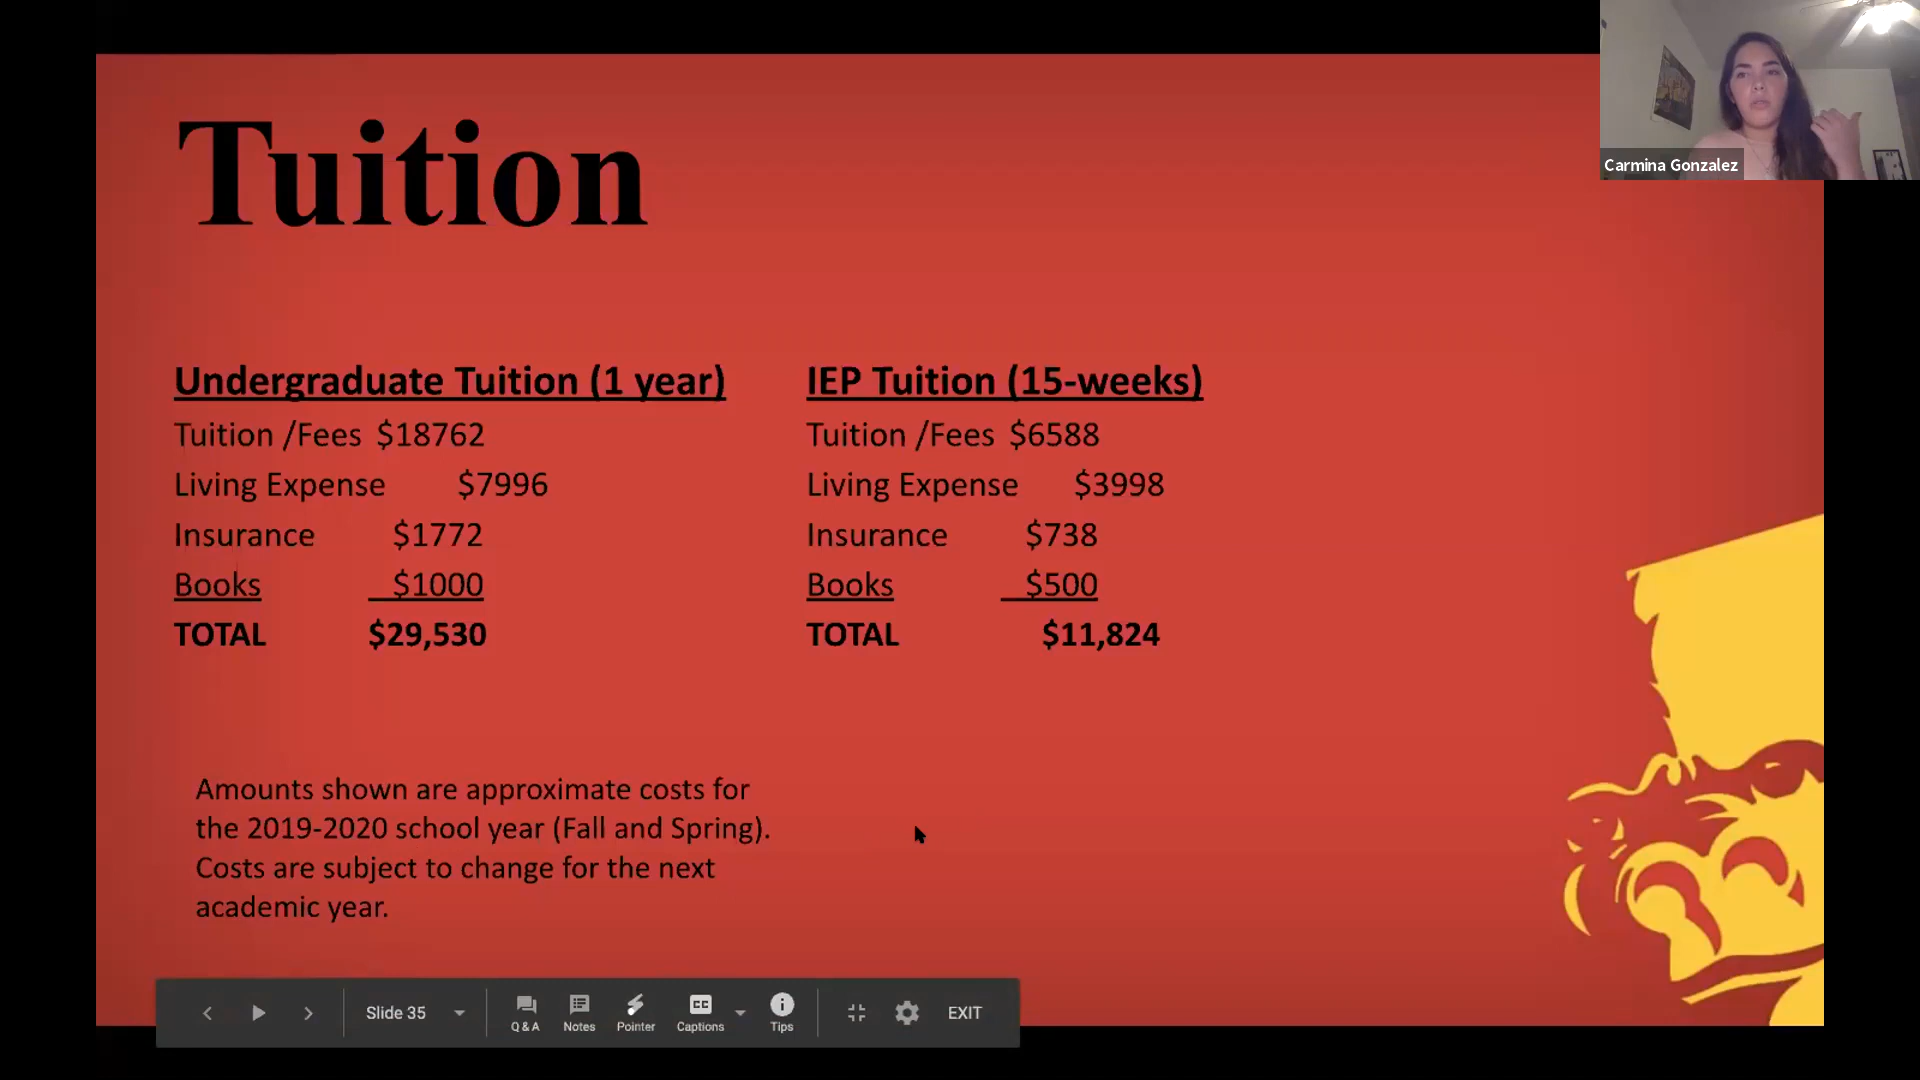 Tuition
Carmina Gonzalez
Undergraduate Tuition (1 year)
Tuition /Fees $18762
Living Expense $7996
Insurance $1772
Books $1000
TOTAL $29,530
IEP Tuition (15-weeks)
Tuition /Fees $6588
Living Expense $3998
Insurance $738
Books $500
TOTAL $11,824
Amounts shown are approximate costs for
the 2019-2020 school year (Fall and Spring).
Costs are subject to change for the next
academic year.
Slide 35
Q & A
Notes
Pointer
CC
Captions
Tips
EXIT